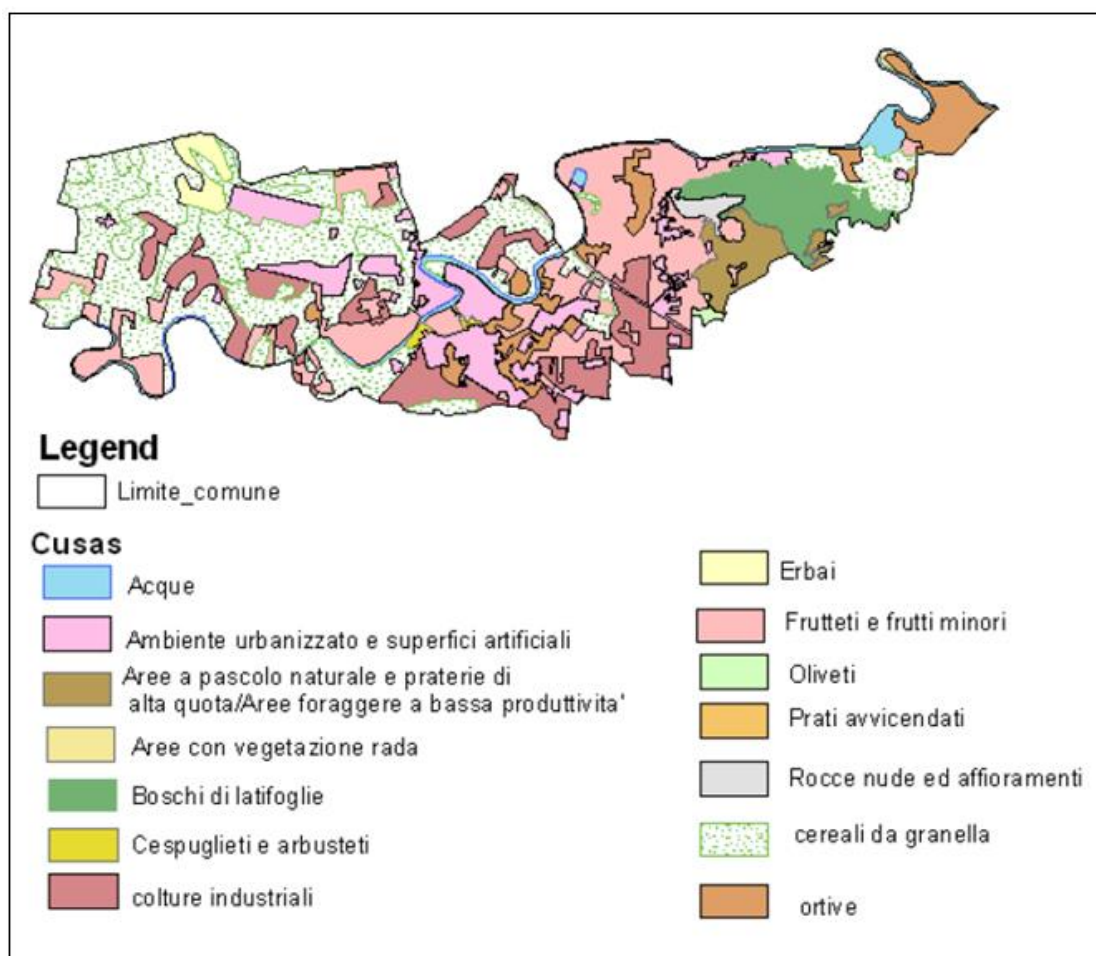 Legend
Limite_comune
Cusas
Acque
Ambiente urbanizzato e superfici artificiali
Aree a pascolo naturale e praterie di
alta quota/Aree foraggere a bassa produttivita'
Aree con vegetazione rada
Boschi di latifoglie
Cespuglieti e arbusteti
colture industriali
Erbai
Frutteti e frutti minori
Oliveti
Prati avvicendati
Rocce nude ed affioramenti
cereali da granella
ortive